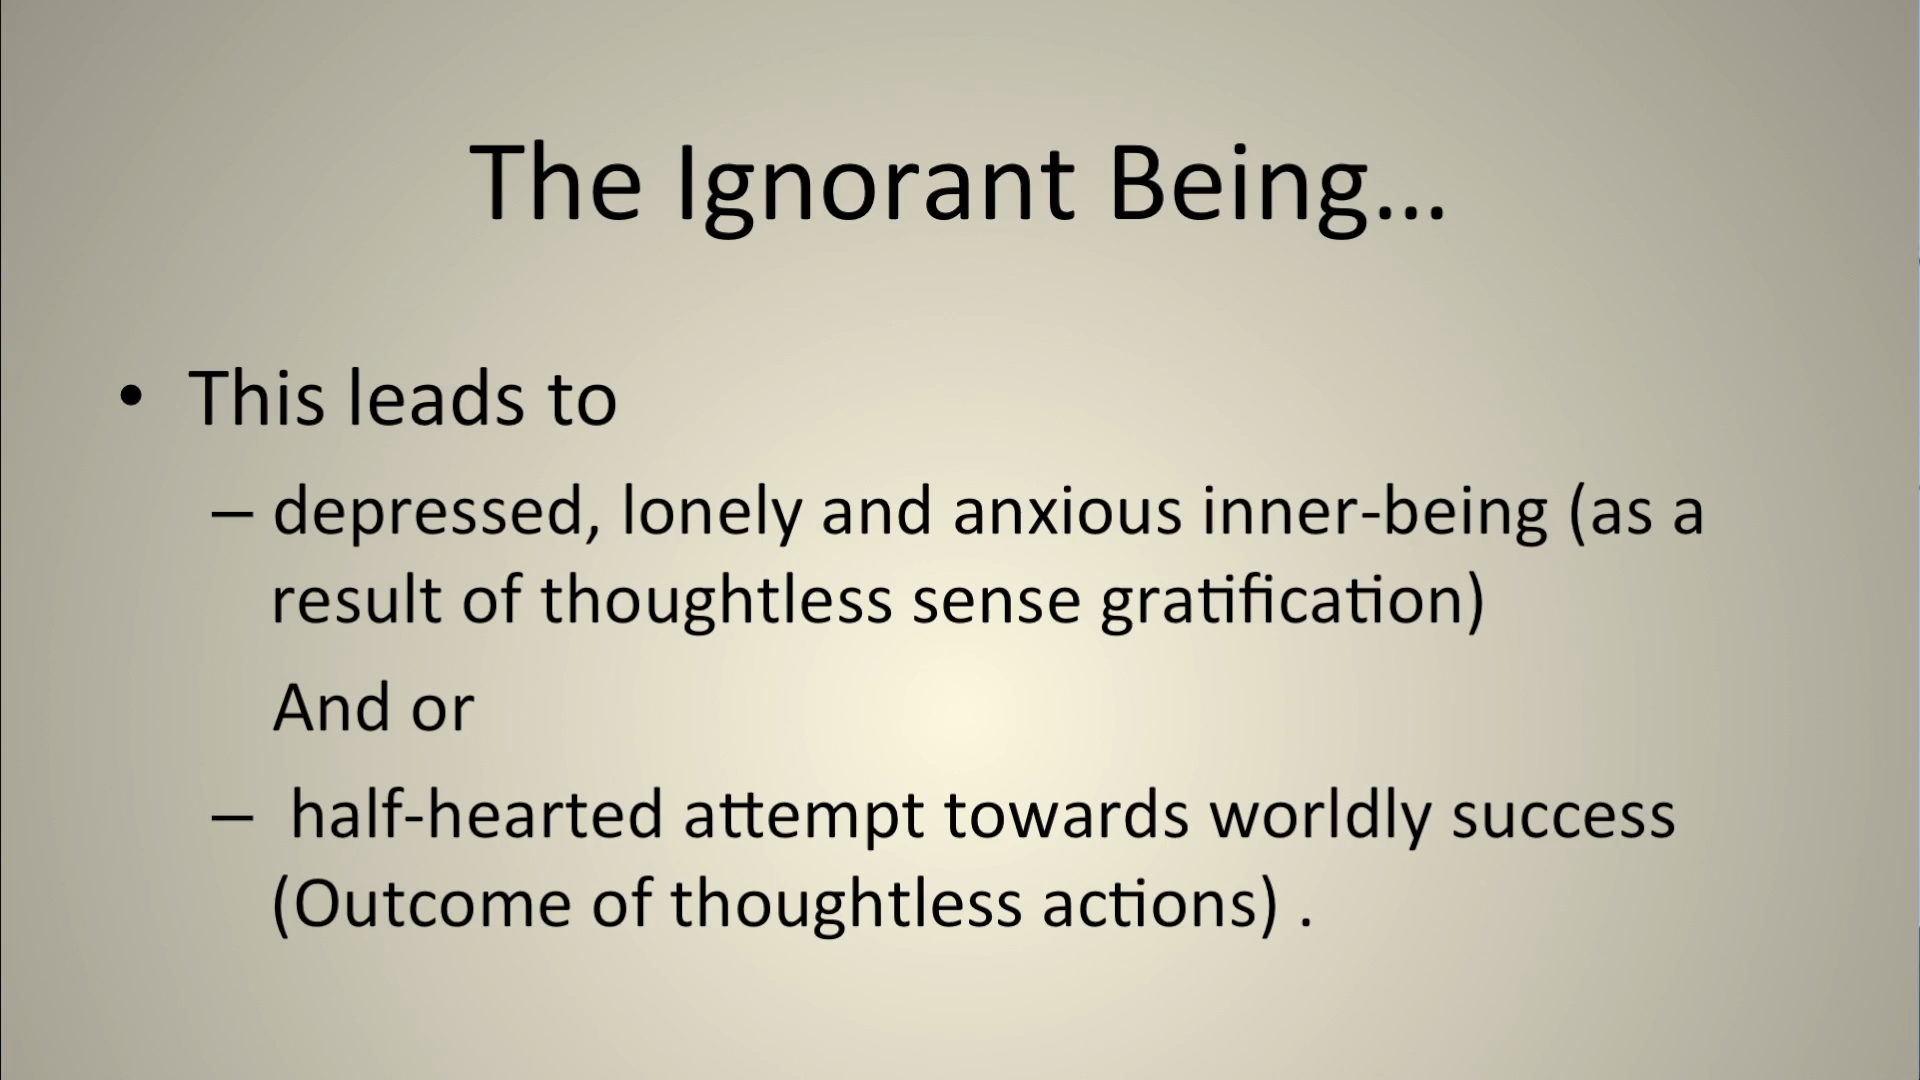 The Ignorant Being...
• This leads to
– depressed, lonely and anxious inner-being (as a
result of thoughtless sense gratification)
And or
– half-hearted attempt towards worldly success
(Outcome of thoughtless actions) .